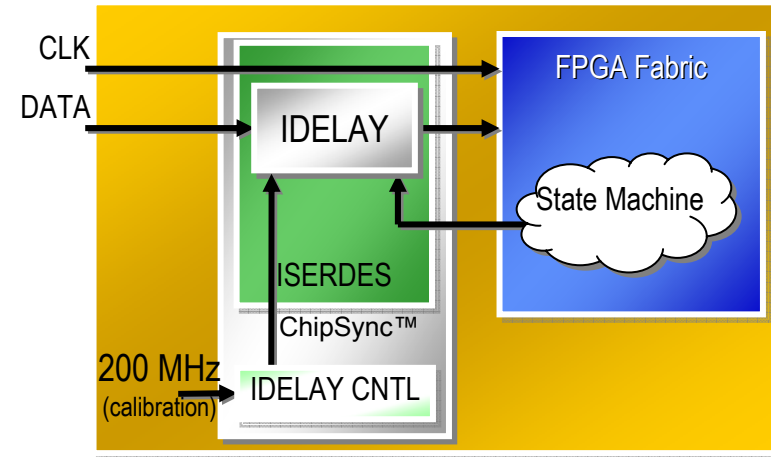 CLK
FPGA Fabric
DATA
IDELAY
State Machine
ISERDES
ChipSync™
200 MHz
(calibration)
IDELAY CNTL